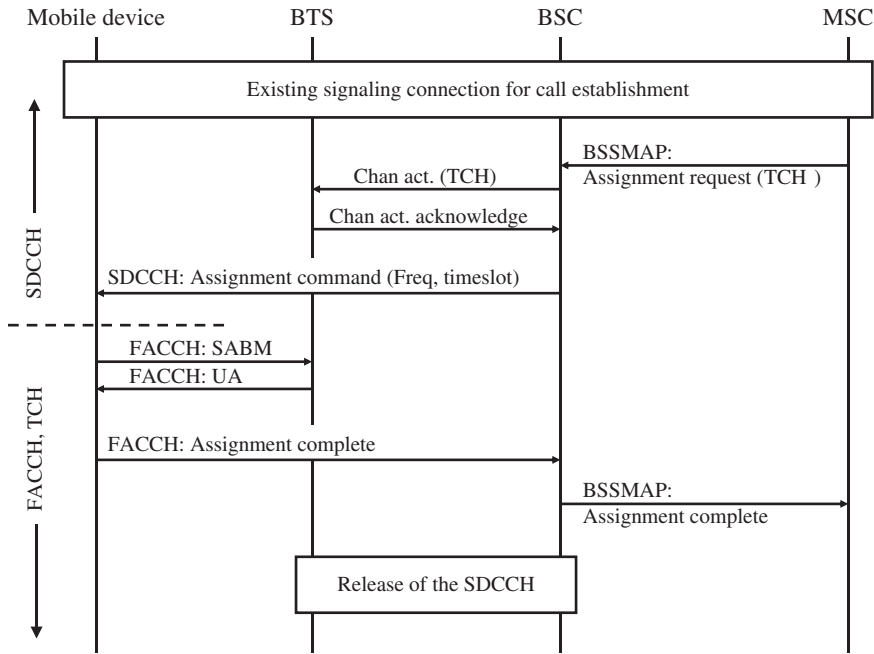 Mobile device
BTS
BSC
MSC
Existing signaling connection for call establishment
BSSMAP:
Assignment request (TCH )
Chan act. (TCH)
Chan act. acknowledge
SDCCH
SDCCH: Assignment command (Freq, timeslot)
FACCH: SABM
FACCH: UA
FACCH, TCH
FACCH: Assignment complete
BSSMAP:
Assignment complete
Release of the SDCCH